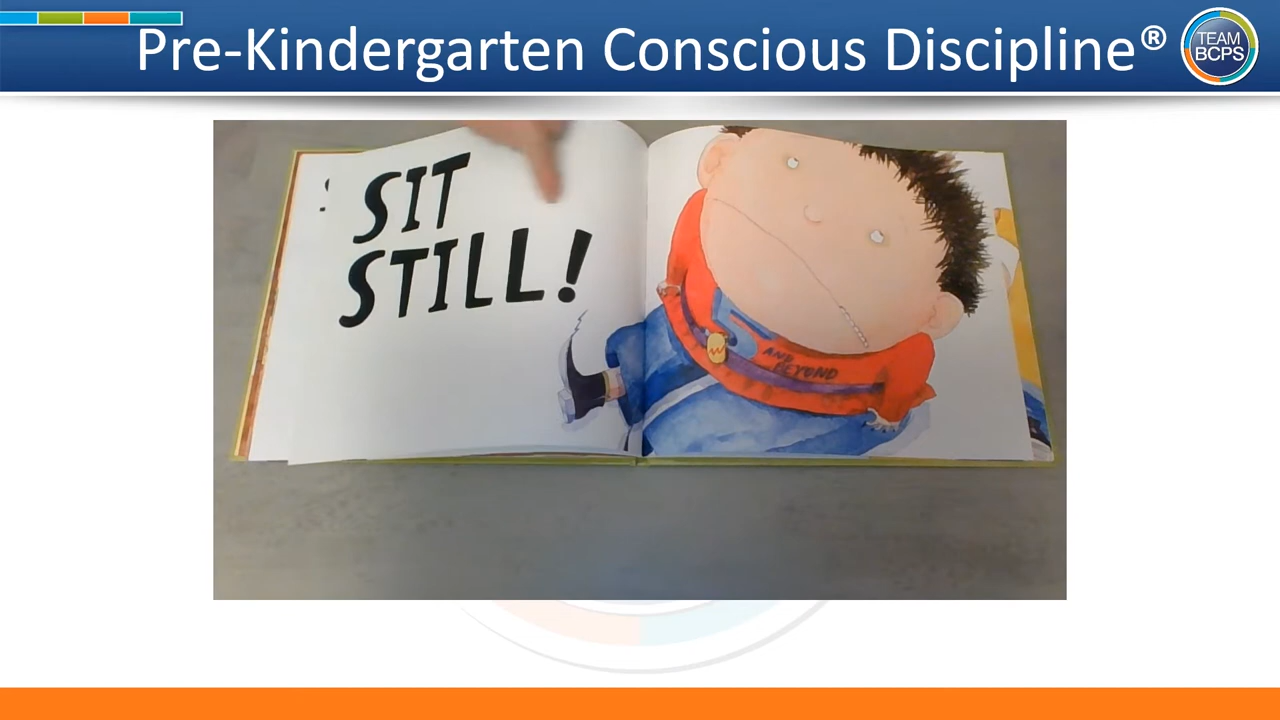 Pre-Kindergarten Conscious Discipline®
TEAM
BCPS
SIT
STILL!
AND
BEYOND